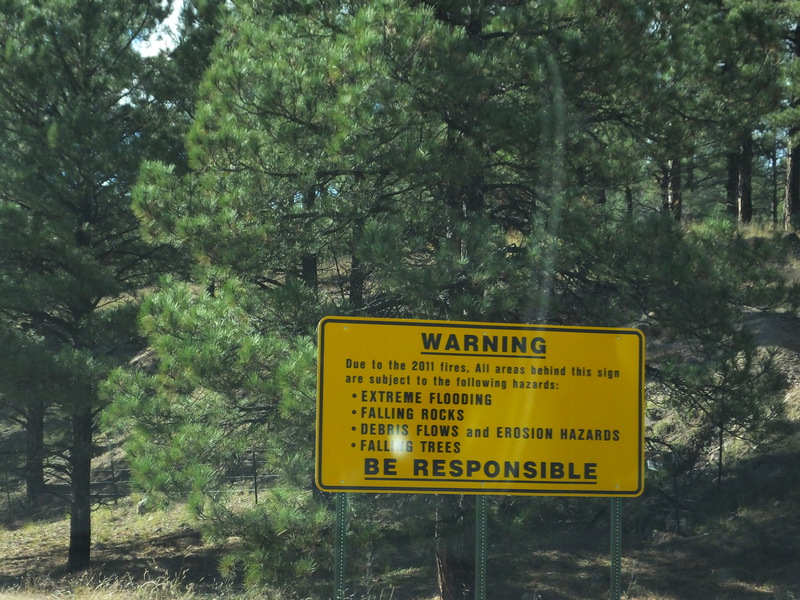 WARNING
Due to the 2011 fires, All areas behind this sign
are subject to the following hazards:
• EXTREME FLOODING
• FALLING ROCKS
• DEBRIS FLOWS and EROSION HAZARDS
• FALLING TREES
BE RESPONSIBLE